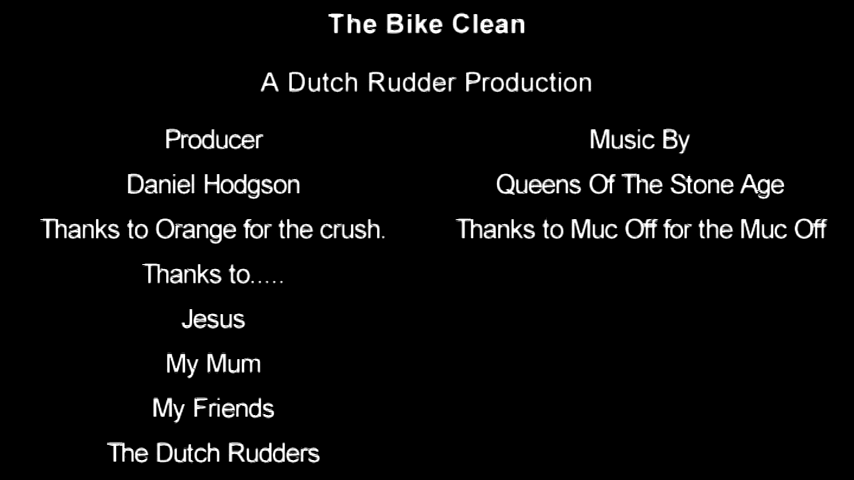 The Bike Clean
A Dutch Rudder Production
Producer
Daniel Hodgson
Thanks to Orange for the crush.
Thanks to.....
Jesus
My Mum
My Friends
The Dutch Rudders
Music By
Queens Of The Stone Age
Thanks to Muc Off for the Muc Off